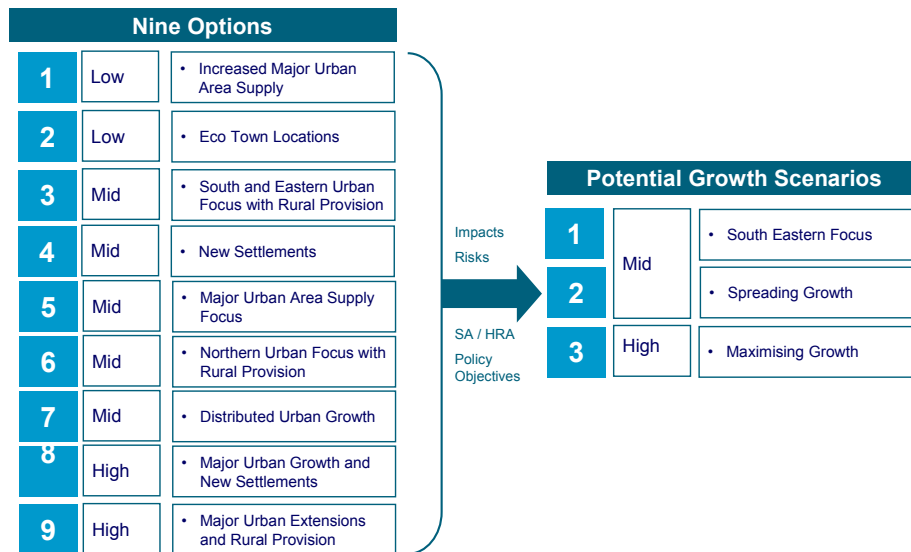 Nine Options
1
Low
• Increased Major Urban
Area Supply
2
Low
• Eco Town Locations
3
Mid
• South and Eastern Urban
Focus with Rural Provision
4
Mid
• New Settlements
5
Mid
• Major Urban Area Supply
Focus
6
Mid
• Northern Urban Focus with
Rural Provision
7
Mid
• Distributed Urban Growth
8
High
• Major Urban Growth and
New Settlements
9
High
• Major Urban Extensions
and Rural Provision
Impacts
Risks
SA / HRA
Policy
Objectives
Potential Growth Scenarios
1
Mid
• South Eastern Focus
2
• Spreading Growth
3
High
• Maximising Growth